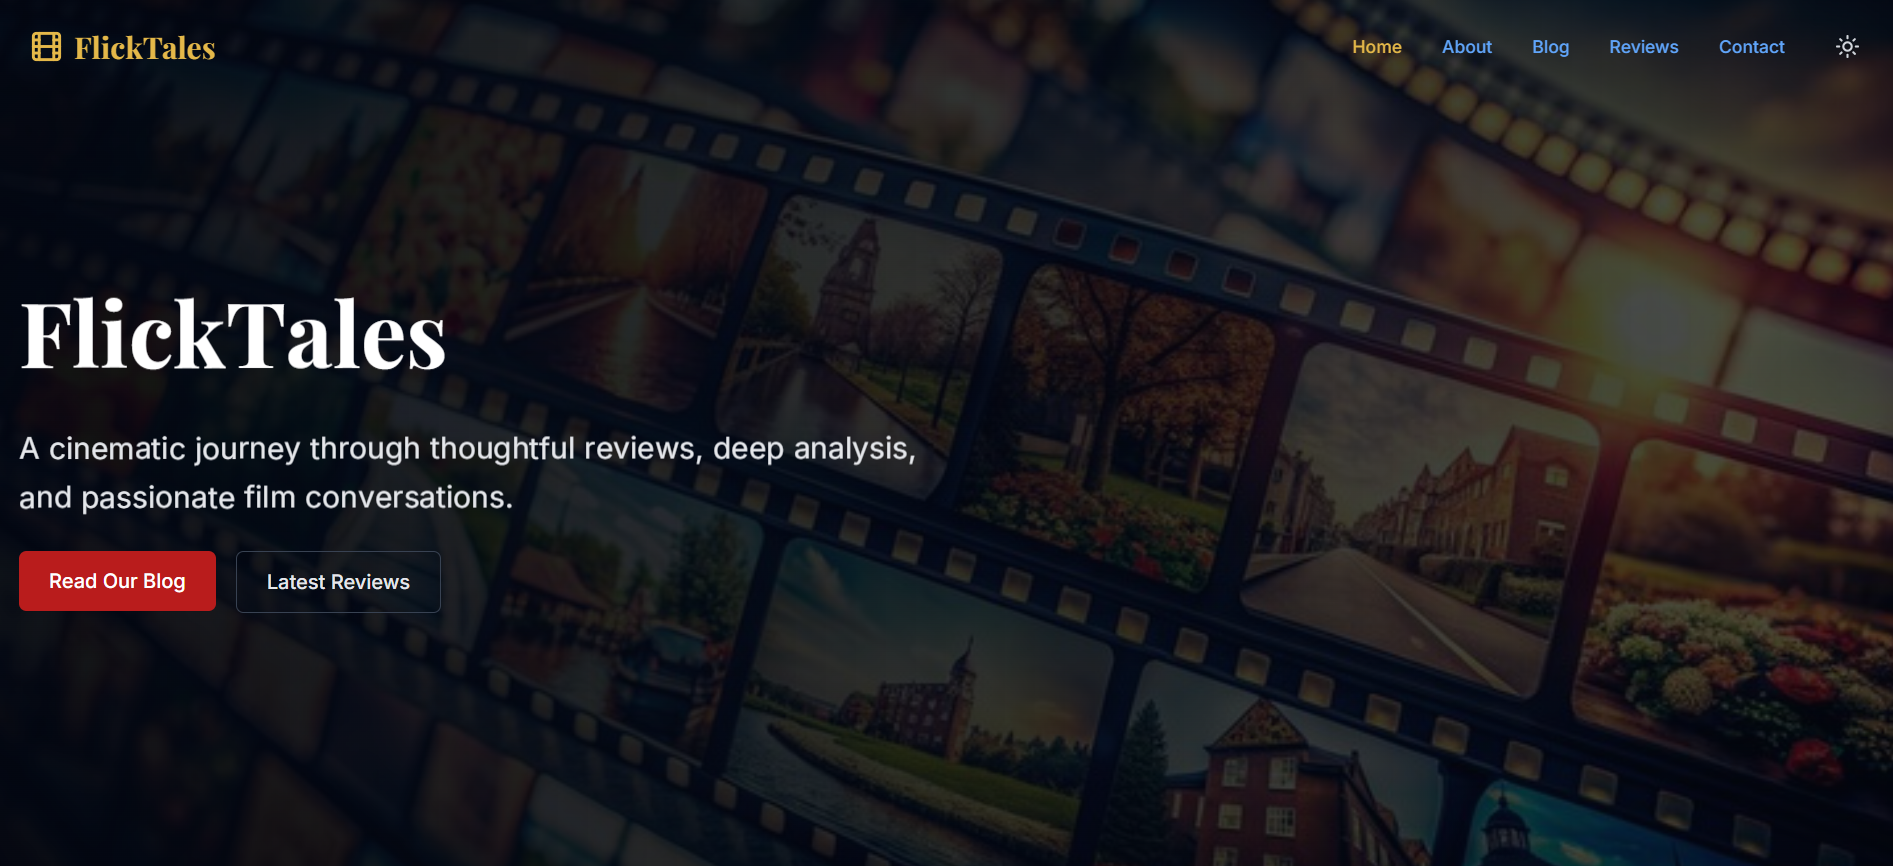 FlickTales
Home About Blog Reviews Contact
FlickTales
A cinematic journey through thoughtful reviews, deep analysis,
and passionate film conversations.
Read Our Blog Latest Reviews